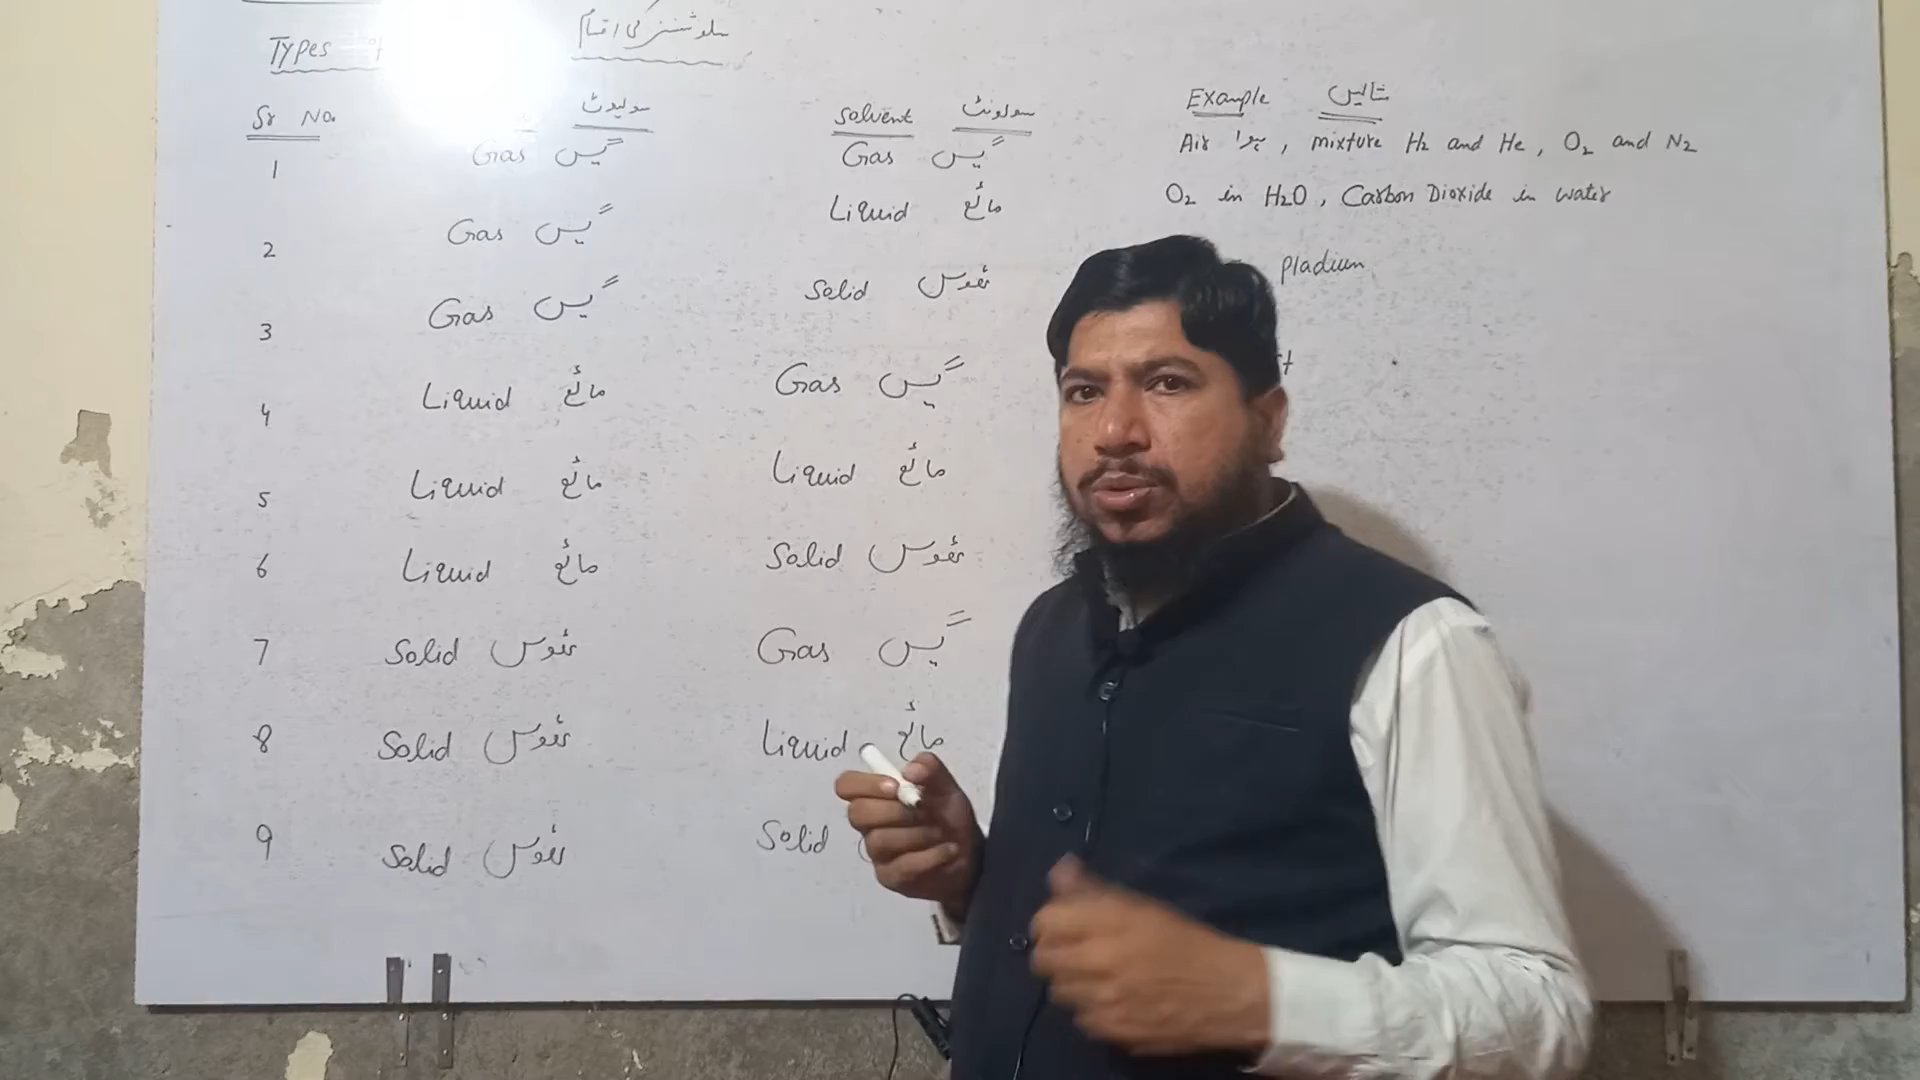 Types of سلوشنز کی اقسام
Sr No. سولیوٹ solvent سولونٹ Example مثالیں
1 Gas گیس Gas گیس Air ہوا , mixture H2 and He , O2 and N2
2 Gas گیس Liquid مائع O2 in H2O , Carbon Dioxide in water
3 Gas گیس Solid ٹھوس pladium
4 Liquid مائع Gas گیس
5 Liquid مائع Liquid مائع
6 Liquid مائع Solid ٹھوس
7 Solid ٹھوس Gas گیس
8 Solid ٹھوس Liquid مائع
9 Solid ٹھوس Solid